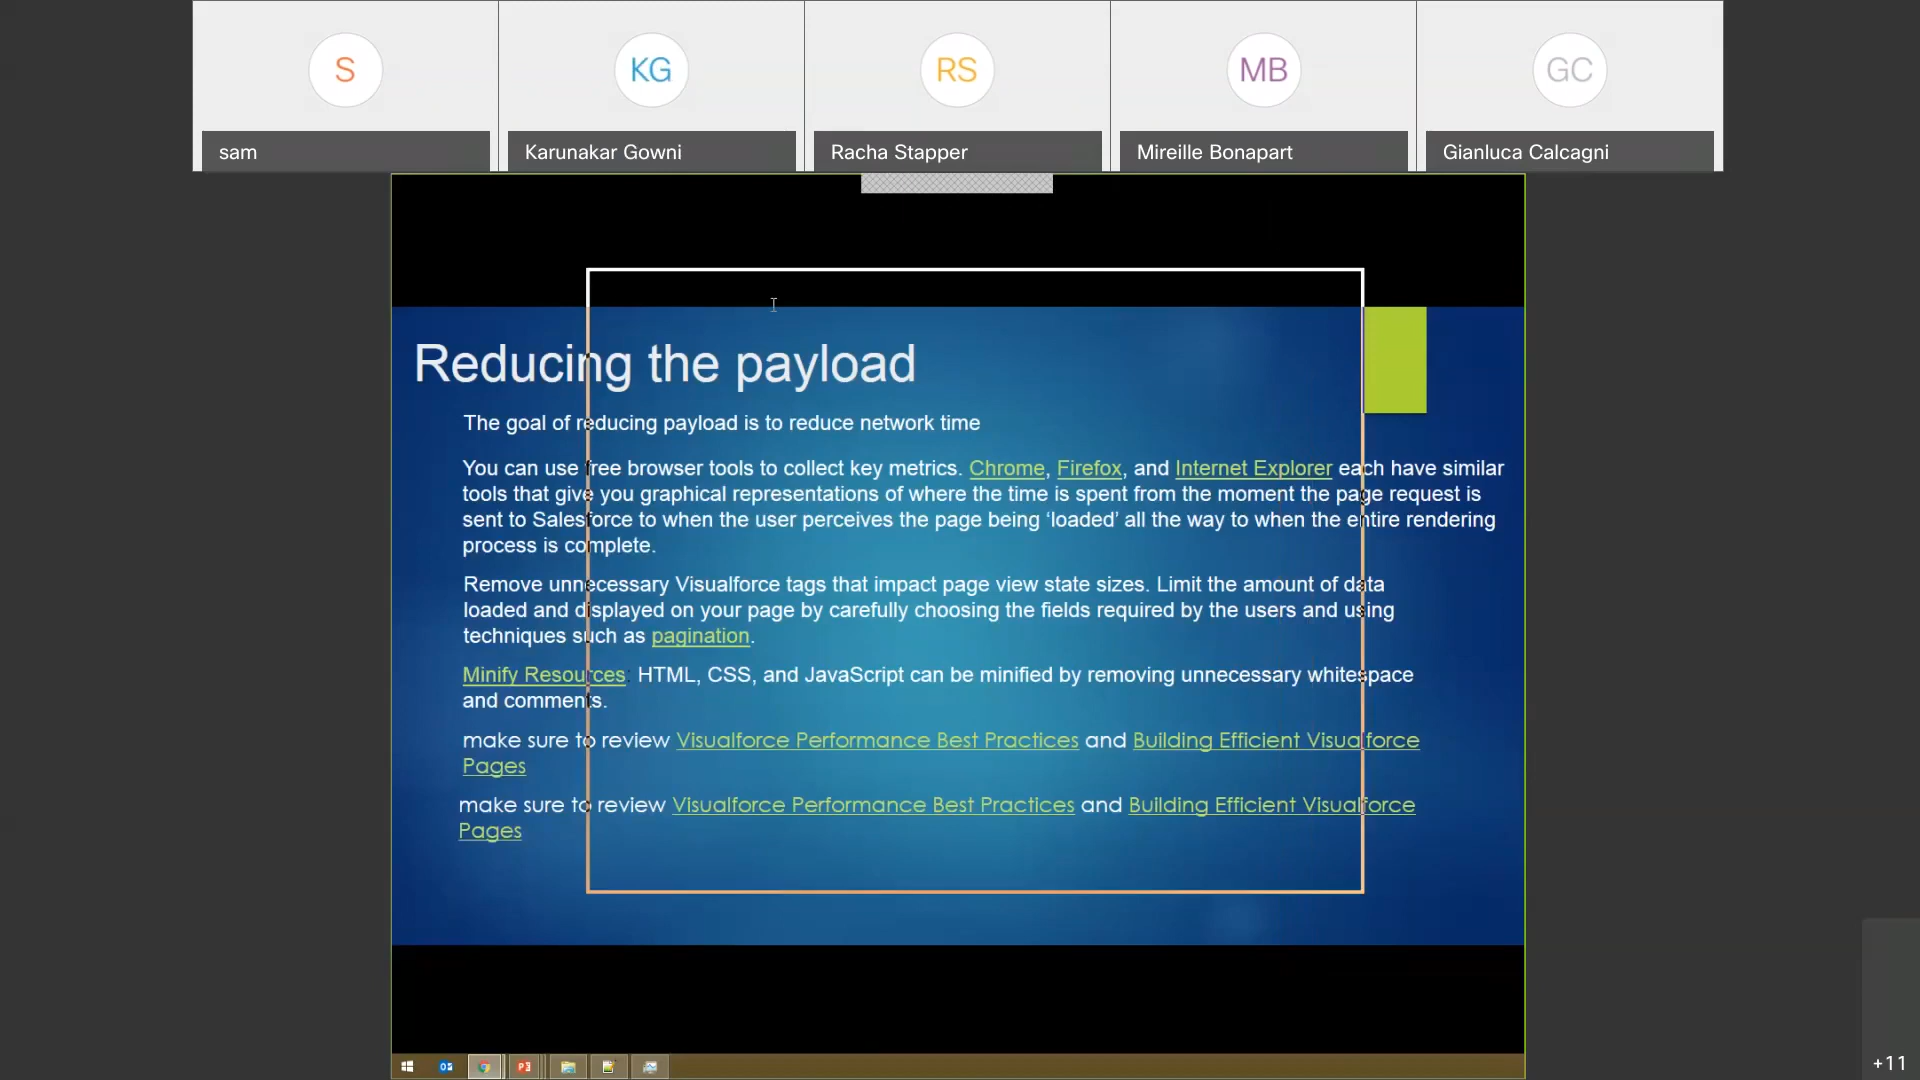 S
KG
RS
MB
GC
sam
Karunakar Gowni
Racha Stapper
Mireille Bonapart
Gianluca Calcagni
Reducing the payload
The goal of reducing payload is to reduce network time
You can use free browser tools to collect key metrics. Chrome, Firefox, and Internet Explorer each have similar
tools that give you graphical representations of where the time is spent from the moment the page request is
sent to Salesforce to when the user perceives the page being ‘loaded’ all the way to when the entire rendering
process is complete.
Remove unnecessary Visualforce tags that impact page view state sizes. Limit the amount of data
loaded and displayed on your page by carefully choosing the fields required by the users and using
techniques such as pagination.
Minify Resources: HTML, CSS, and JavaScript can be minified by removing unnecessary whitespace
and comments.
make sure to review Visualforce Performance Best Practices and Building Efficient Visualforce
Pages
make sure to review Visualforce Performance Best Practices and Building Efficient Visualforce
Pages
+11